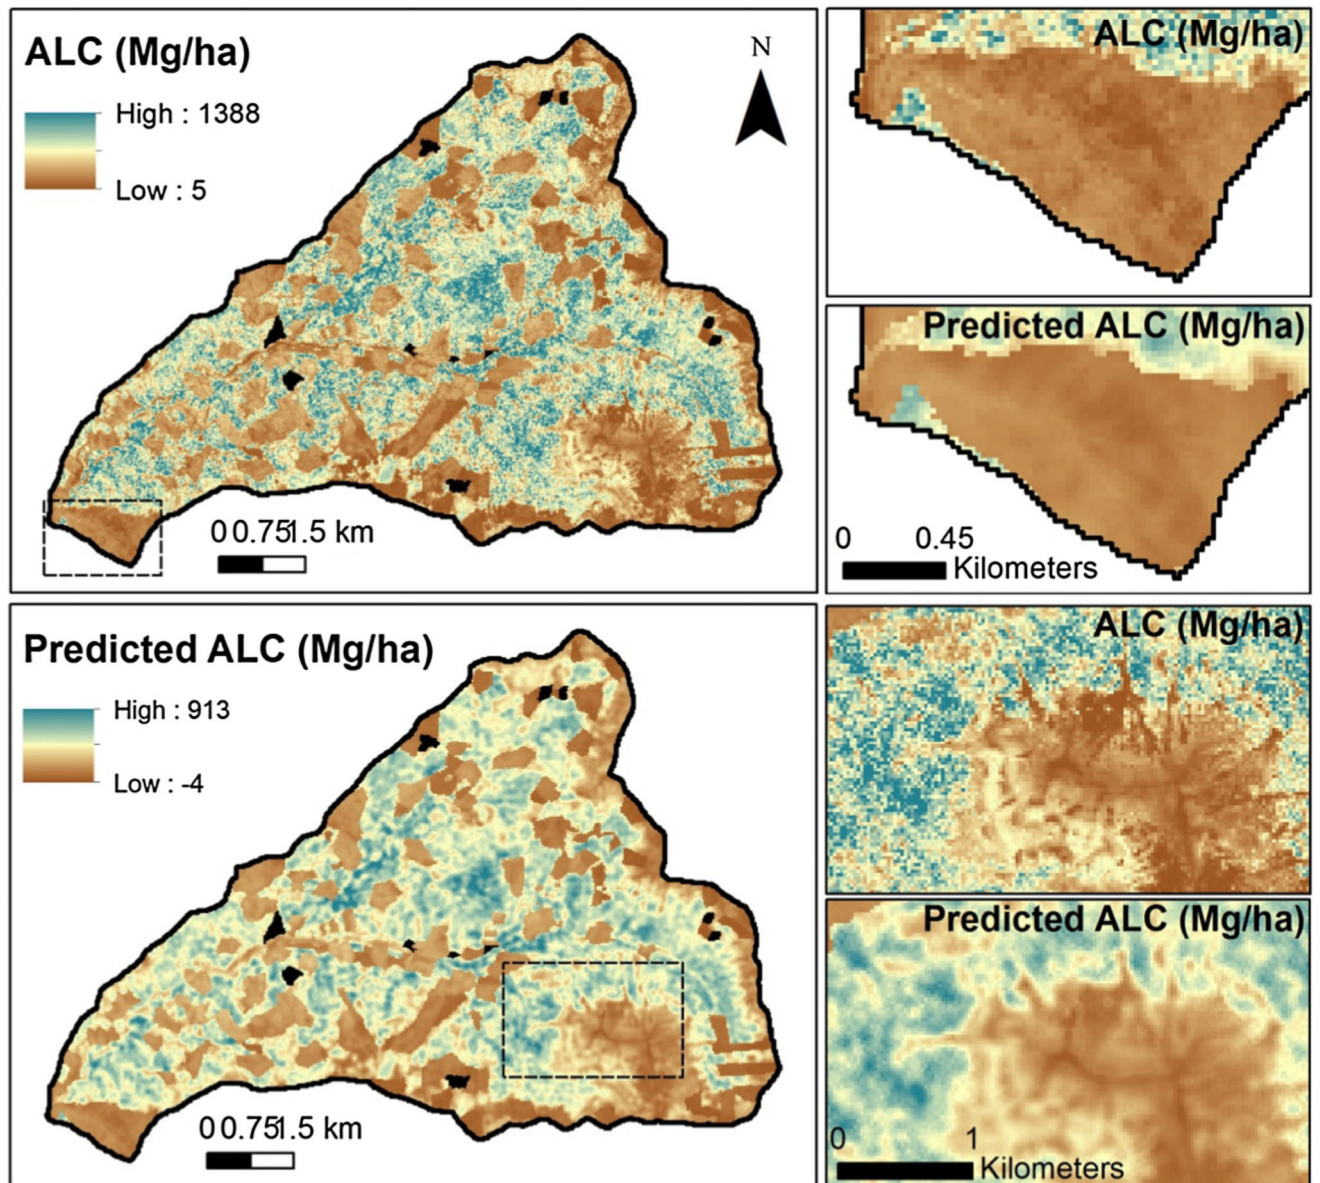 ALC (Mg/ha)
High : 1388
Low : 5
N
0 0.75 1.5 km
ALC (Mg/ha)
Predicted ALC (Mg/ha)
0 0.45
Kilometers
Predicted ALC (Mg/ha)
High : 913
Low : -4
0 0.75 1.5 km
ALC (Mg/ha)
Predicted ALC (Mg/ha)
0 1
Kilometers